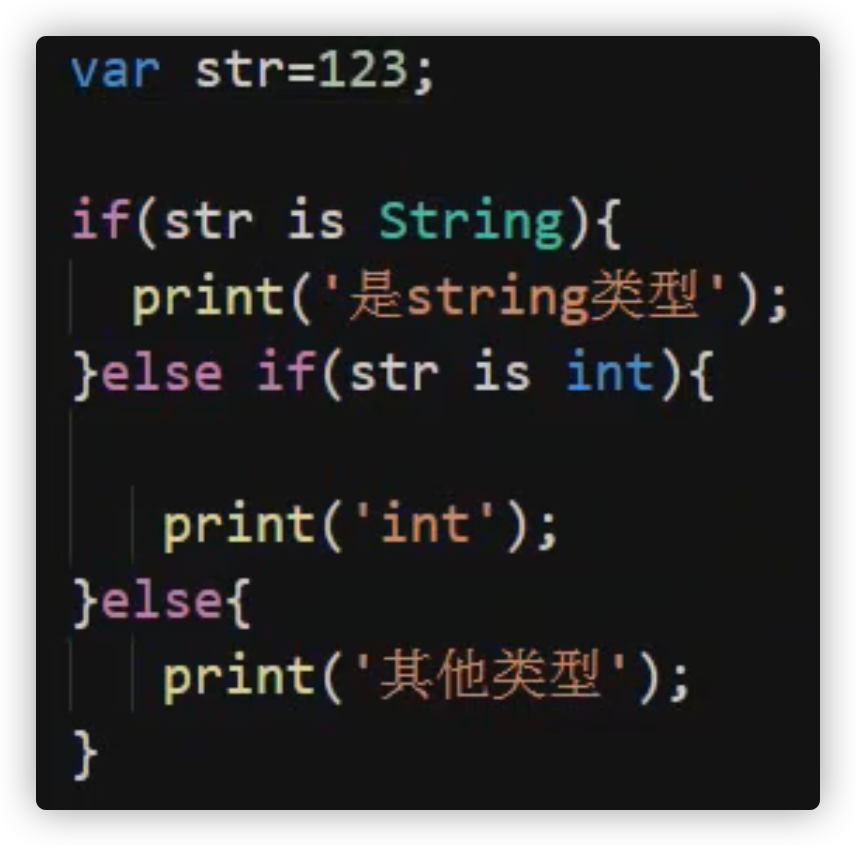 var str=123;
if(str is String){
print('是string类型');
}else if(str is int){
print('int');
}else{
print('其他类型');
}